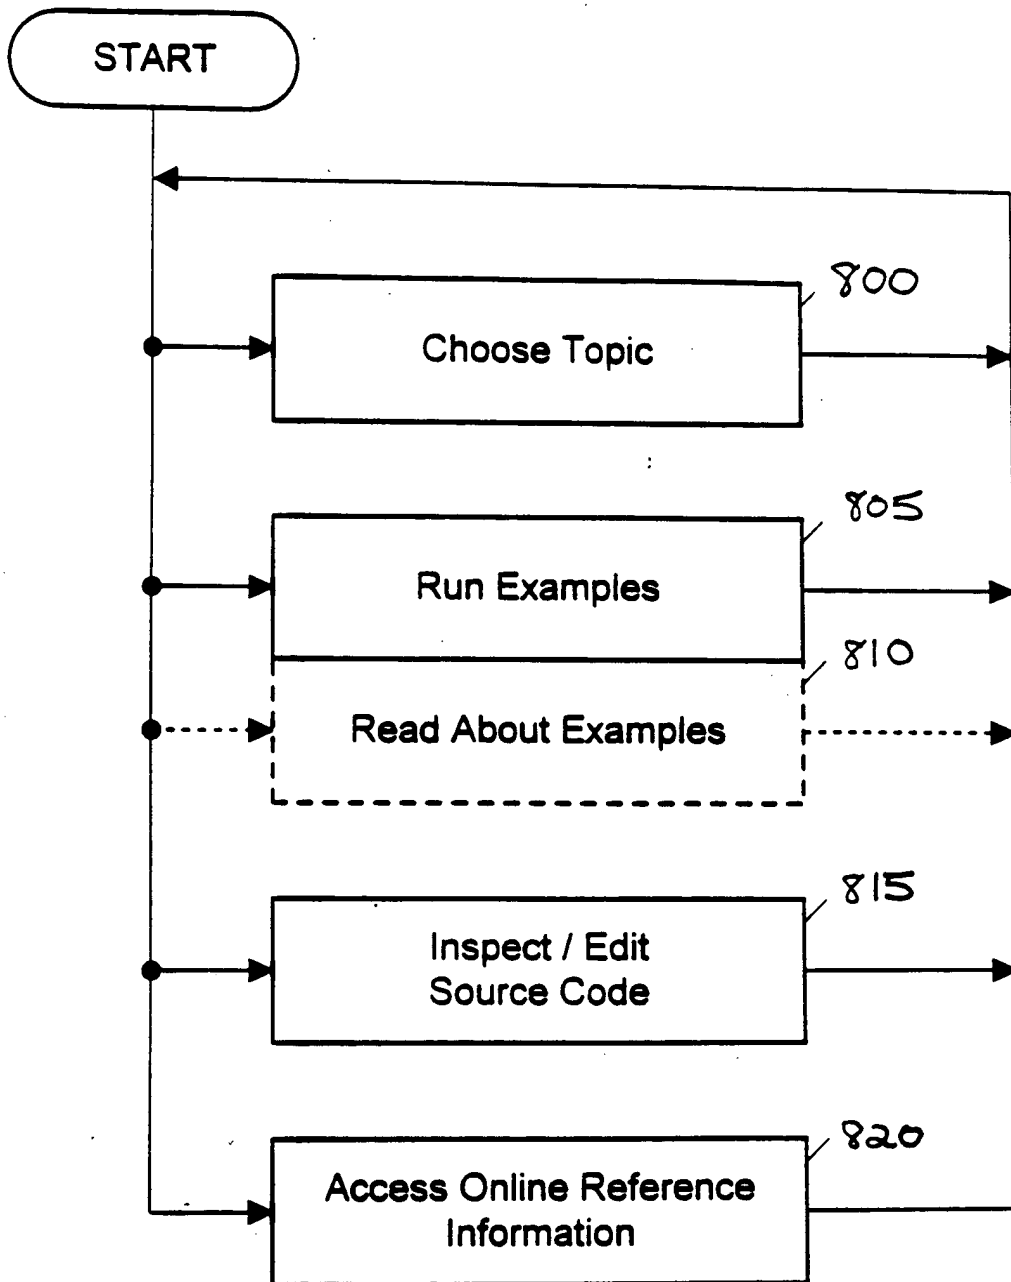 START
800
Choose Topic
805
Run Examples
810
Read About Examples
815
Inspect / Edit
Source Code
820
Access Online Reference
Information